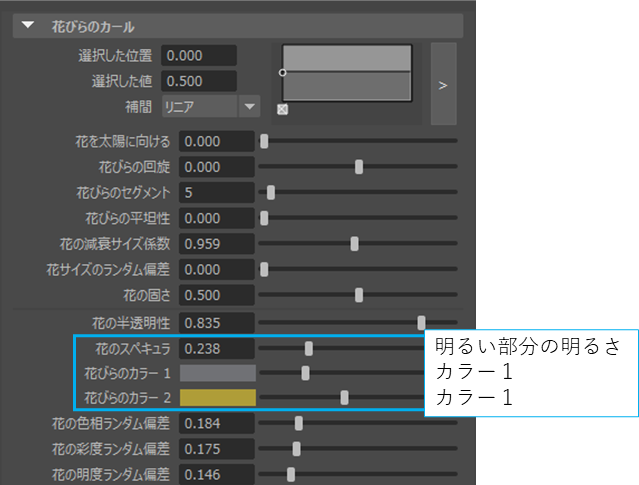 花びらのカール
選択した位置 0.000
選択した値 0.500
補間 リニア
>
花を太陽に向ける 0.000
花びらの回旋 0.000
花びらのセグメント 5
花びらの平坦性 0.000
花の減衰サイズ係数 0.959
花サイズのランダム偏差 0.000
花の固さ 0.500
花の半透明性 0.835
花のスペキュラ 0.238
花びらのカラー 1
花びらのカラー 2
花の色相ランダム偏差 0.184
花の彩度ランダム偏差 0.175
花の明度ランダム偏差 0.146
明るい部分の明るさ
カラー１
カラー１